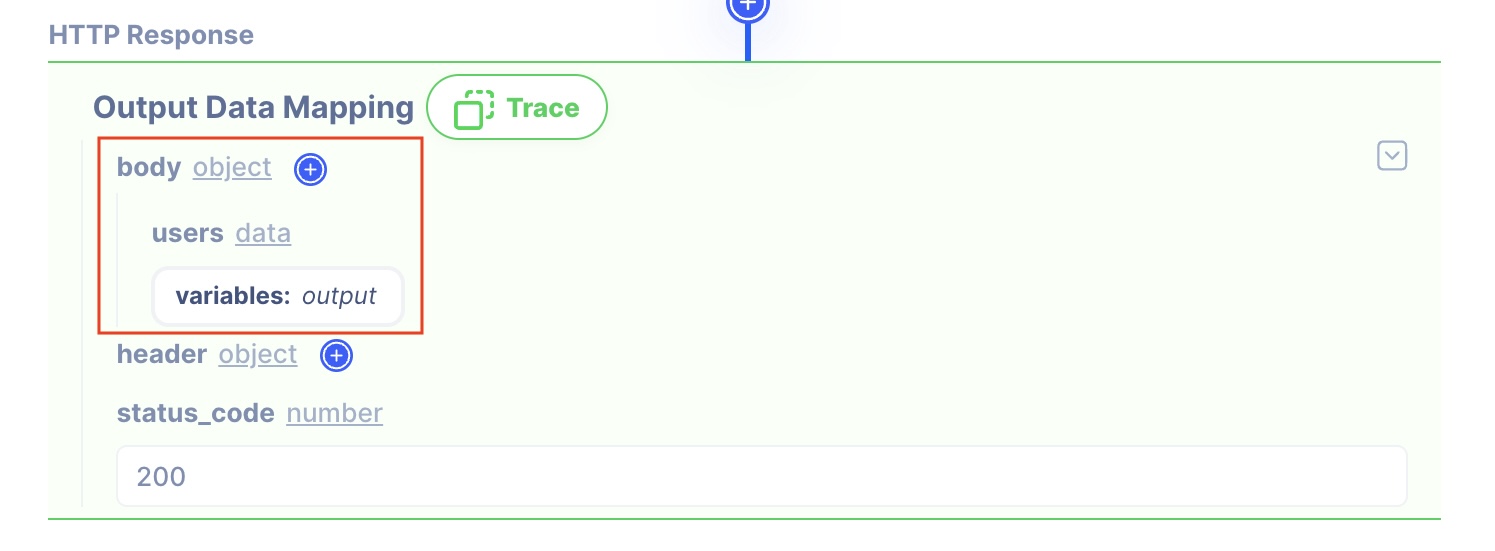 HTTP Response
Output Data Mapping Trace
body object
users data
variables: output
header object
status_code number
200